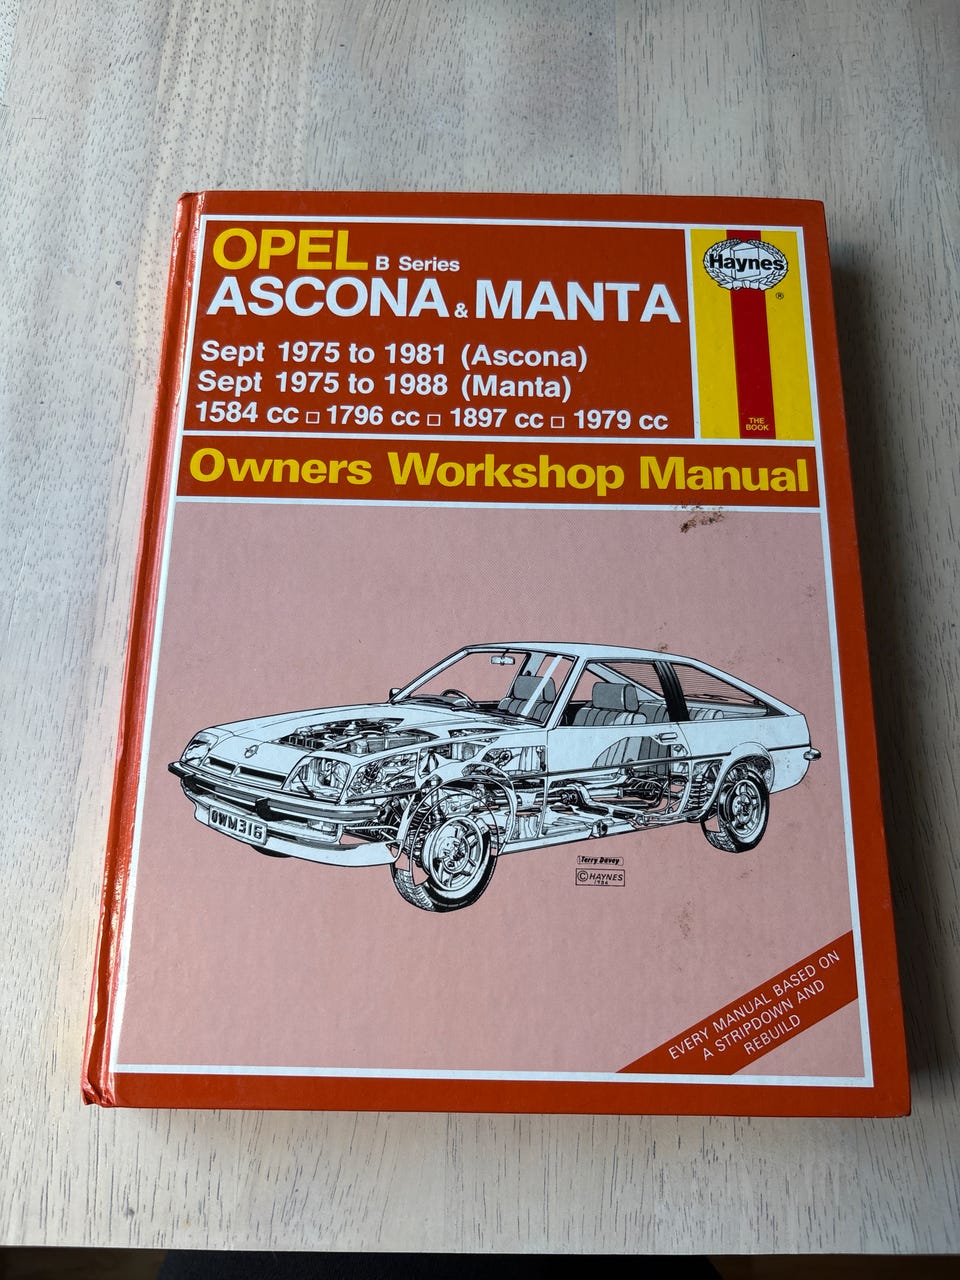 OPEL B Series
ASCONA & MANTA
Sept 1975 to 1981 (Ascona)
Sept 1975 to 1988 (Manta)
1584 cc □ 1796 cc □ 1897 cc □ 1979 cc
Haynes
®
THE
BOOK
Owners Workshop Manual
OWM316
Terry Davey
© HAYNES
1984
EVERY MANUAL BASED ON
A STRIPDOWN AND
REBUILD